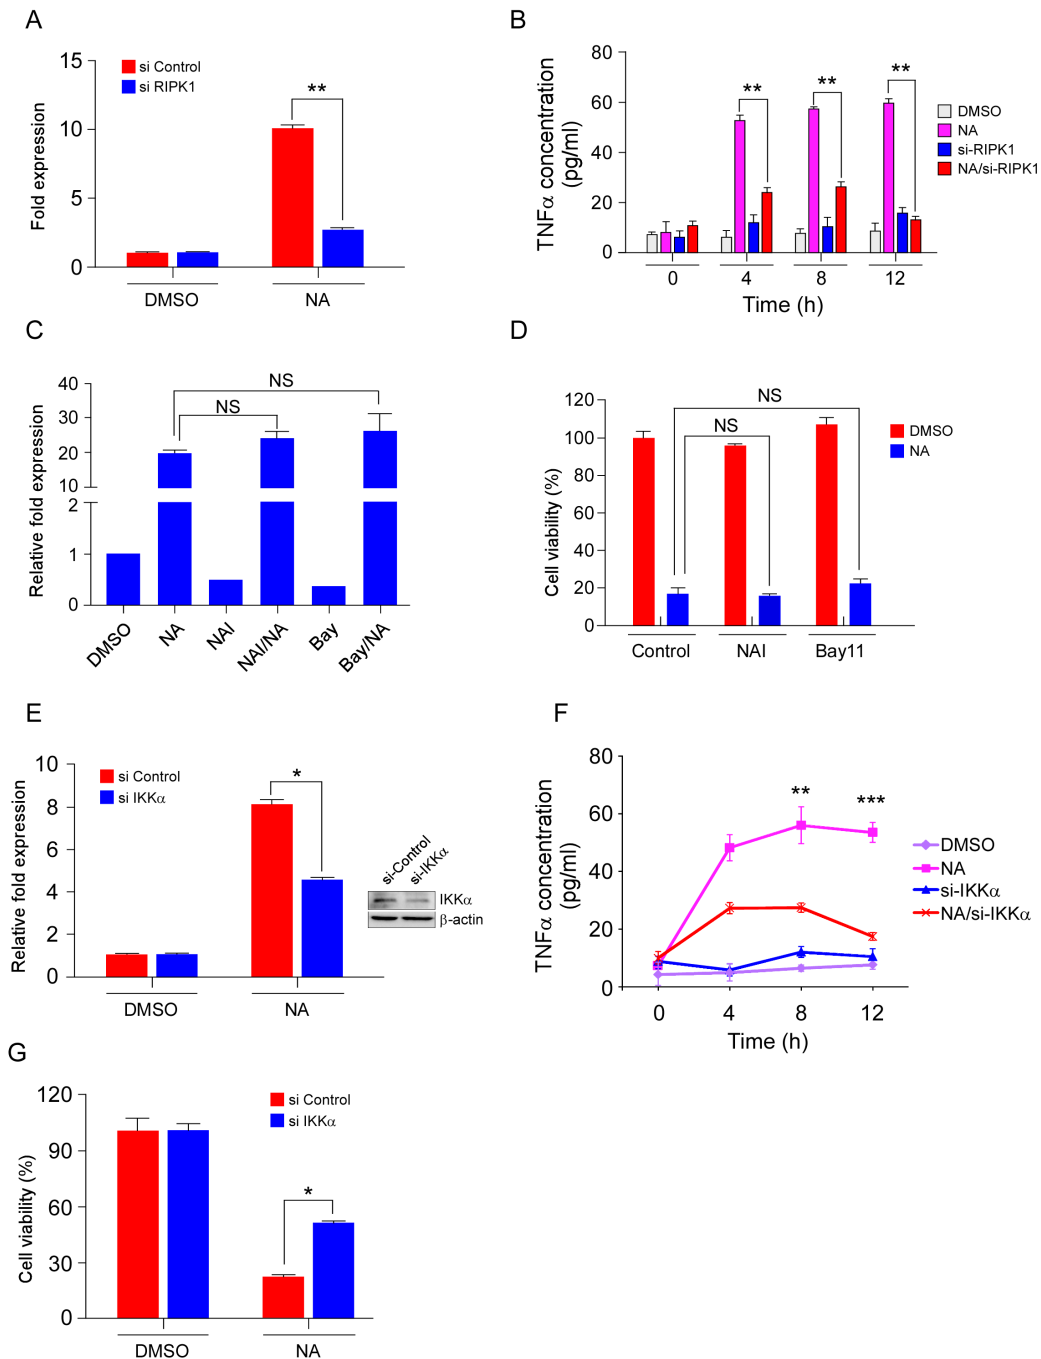 A
15
10
5
0
Fold expression
si Control
si RIPK1
**
DMSO
NA
B
80
60
40
20
0
TNFα concentration
(pg/ml)
**
**
**
DMSO
NA
si-RIPK1
NA/si-RIPK1
0
4
8
12
Time (h)
C
40
30
20
10
2
1
0
Relative fold expression
NS
NS
DMSO
NA
NAI
NAI/NA
Bay
Bay/NA
D
120
100
80
60
40
20
0
Cell viability (%)
NS
NS
DMSO
NA
Control
NAI
Bay11
E
10
8
6
4
2
0
Relative fold expression
si Control
si IKKα
*
DMSO
NA
si-Control
si-IKKα
IKKα
β-actin
F
80
60
40
20
0
TNFα concentration
(pg/ml)
**
***
DMSO
NA
si-IKKα
NA/si-IKKα
0
4
8
12
Time (h)
G
120
90
60
30
0
Cell viability (%)
si Control
si IKKα
*
DMSO
NA